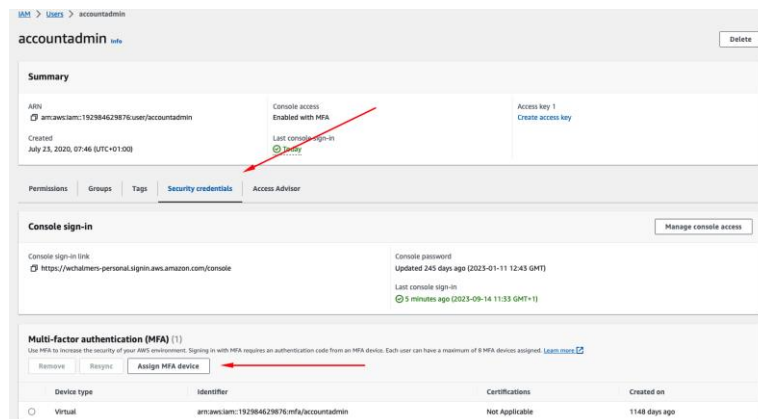 IAM > Users > accountadmin
accountadmin Info
Delete
Summary
ARN
arn:aws:iam::192984629876:user/accountadmin
Console access
Enabled with MFA
Access key 1
Create access key
Created
July 23, 2020, 07:46 (UTC+01:00)
Last console sign-in
Today
Permissions Groups Tags Security credentials Access Advisor
Console sign-in
Manage console access
Console sign-in link
https://wchalmers-personal.signin.aws.amazon.com/console
Console password
Updated 245 days ago (2023-01-11 12:43 GMT)
Last console sign-in
5 minutes ago (2023-09-14 11:33 GMT+1)
Multi-factor authentication (MFA) (1)
Use MFA to increase the security of your AWS environment. Signing in with MFA requires an authentication code from an MFA device. Each user can have a maximum of 8 MFA devices assigned. Learn more
Remove Resync Assign MFA device
Device type Identifier Certifications Created on
Virtual arn:aws:iam::192984629876:mfa/accountadmin Not Applicable 1148 days ago